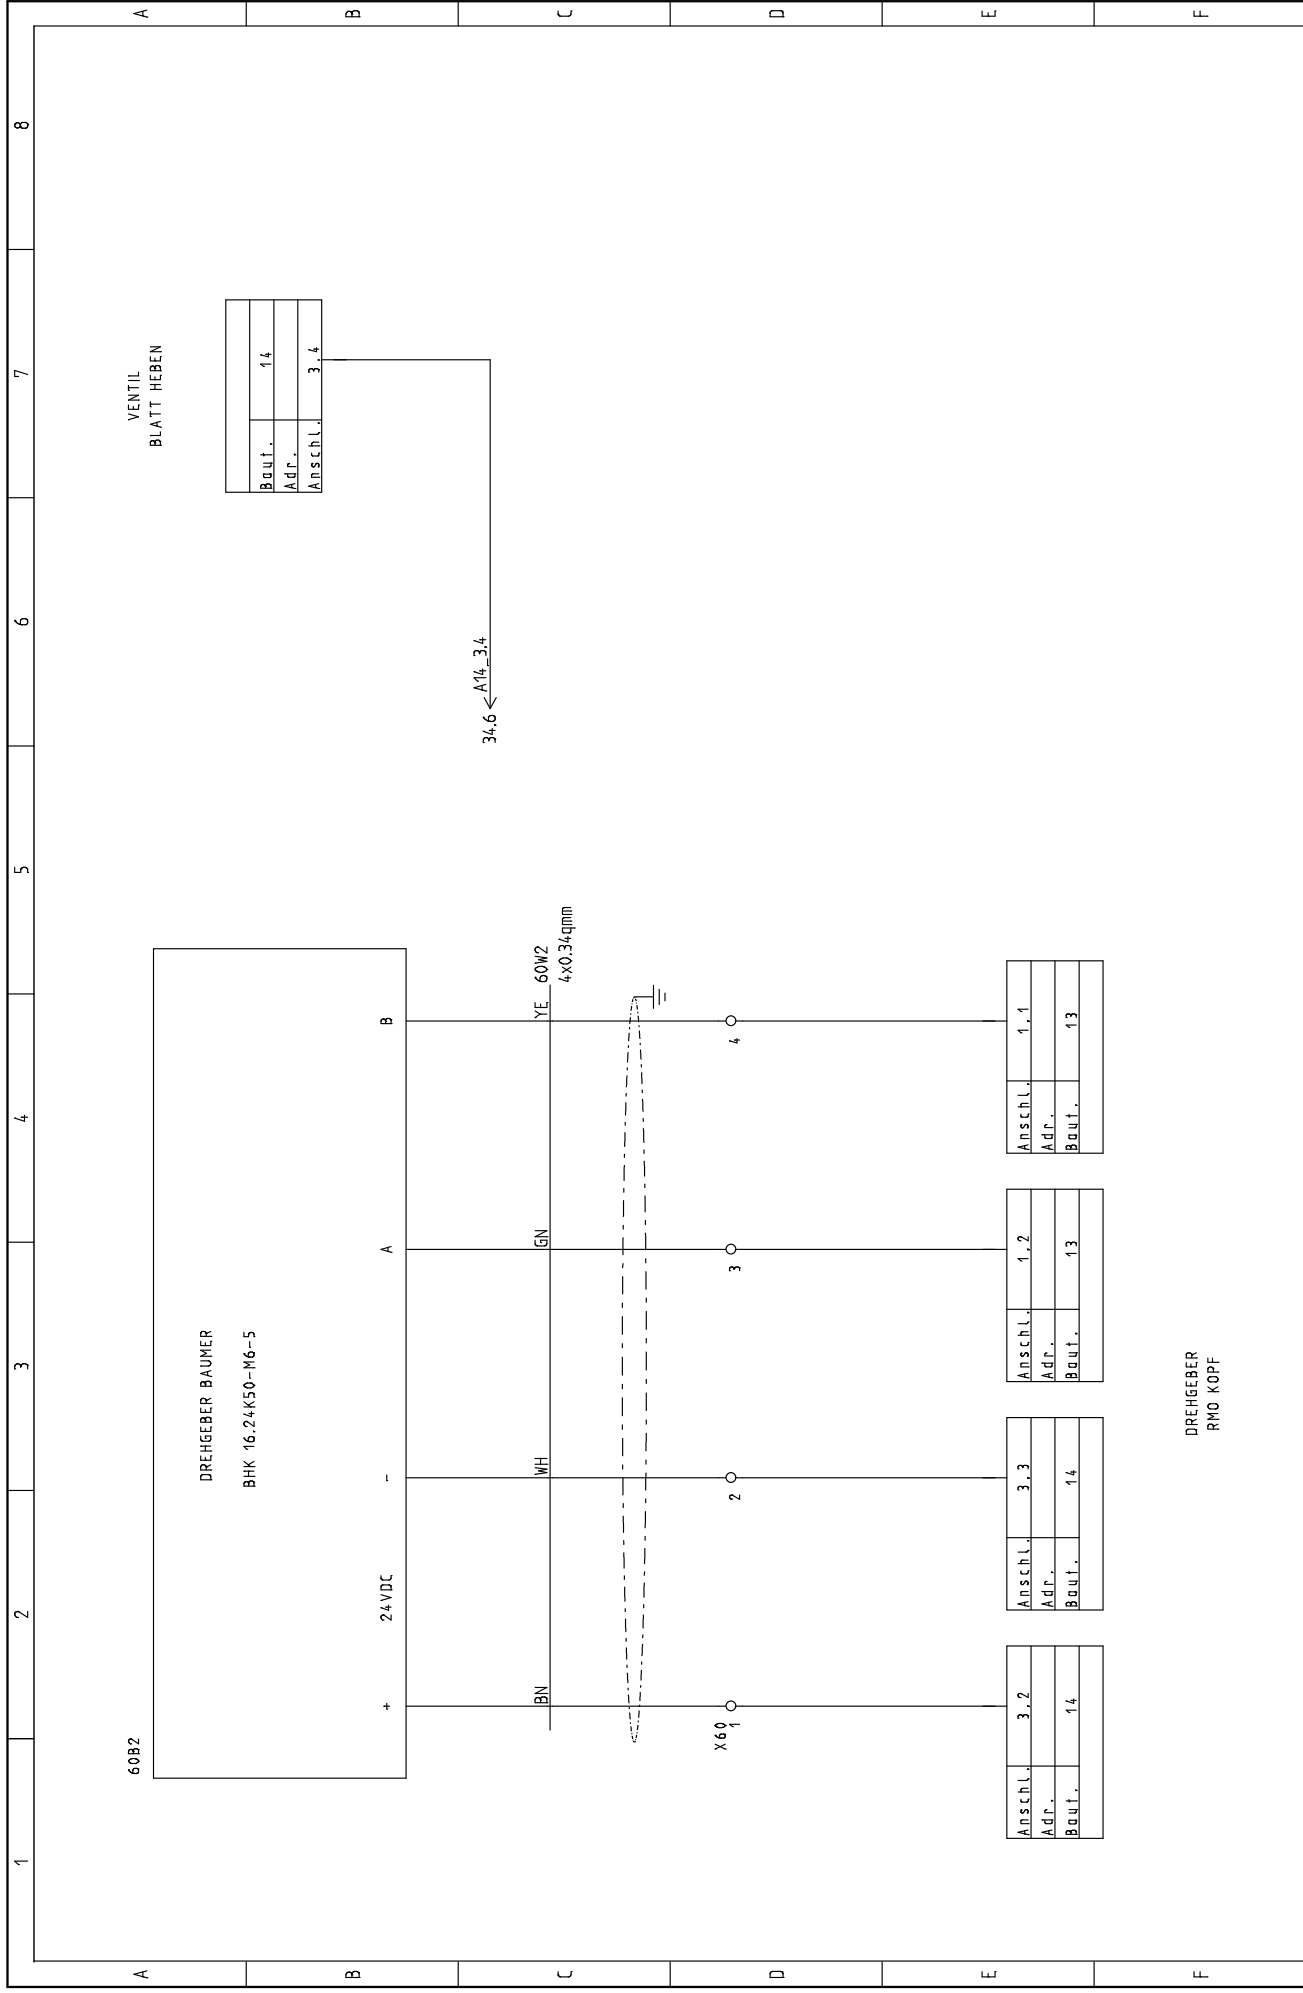 1
2
3
4
5
6
7
8
A
A
B
B
C
C
D
D
E
E
F
F
60B2
DREHGEBER BAUMER
BHK 16.24K50-M6-5
+
24VDC
-
A
B
BN
WH
GN
YE
60W2
4x0.34qmm
X60
1
2
3
4
Anschl. 3.2
Adr.
Baut. 14
Anschl. 3.3
Adr.
Baut. 14
Anschl. 1.2
Adr.
Baut. 13
Anschl. 1.1
Adr.
Baut. 13
DREHGEBER
RMO KOPF
VENTIL
BLATT HEBEN
Baut. 14
Adr.
Anschl. 3.4
34.6
A14_3.4